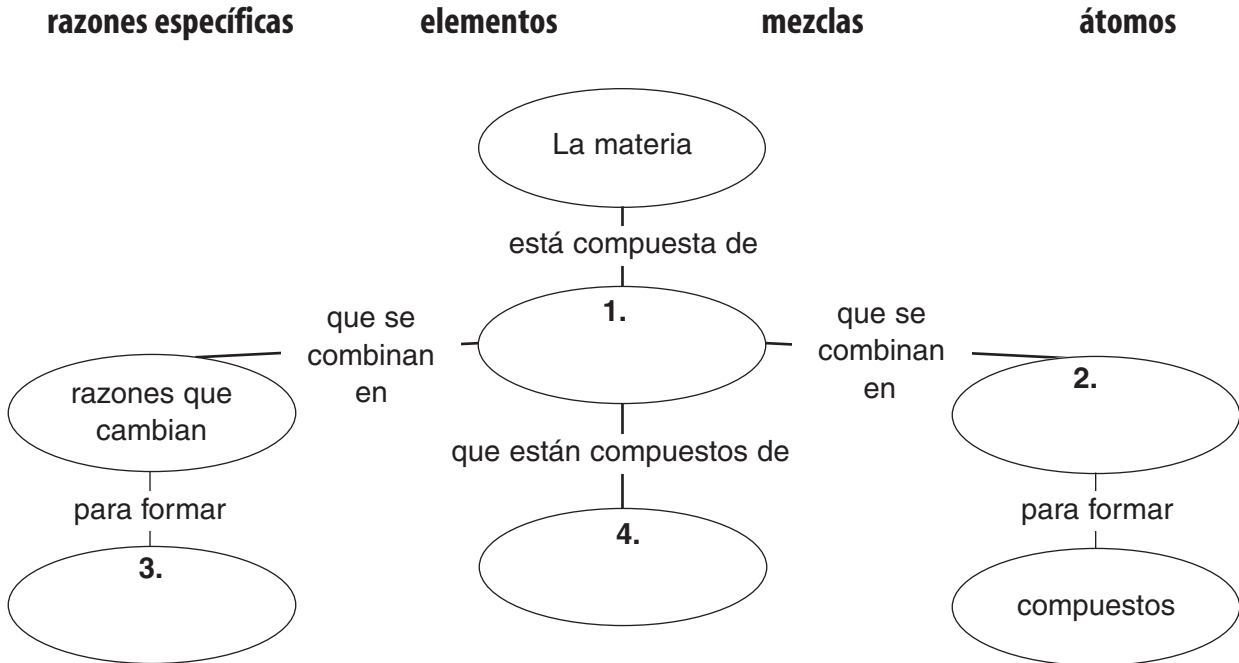 razones específicas elementos mezclas átomos
La materia
está compuesta de
1.
que se
combinan
en
que se
combinan
en
razones que
cambian
2.
que están compuestos de
para formar
para formar
3.
4.
compuestos